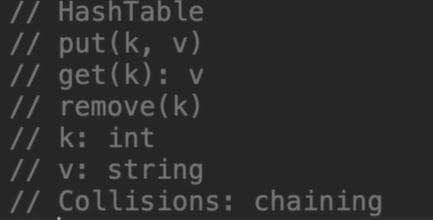 // HashTable
// put(k, v)
// get(k): v
// remove(k)
// k: int
// v: string
// Collisions: chaining